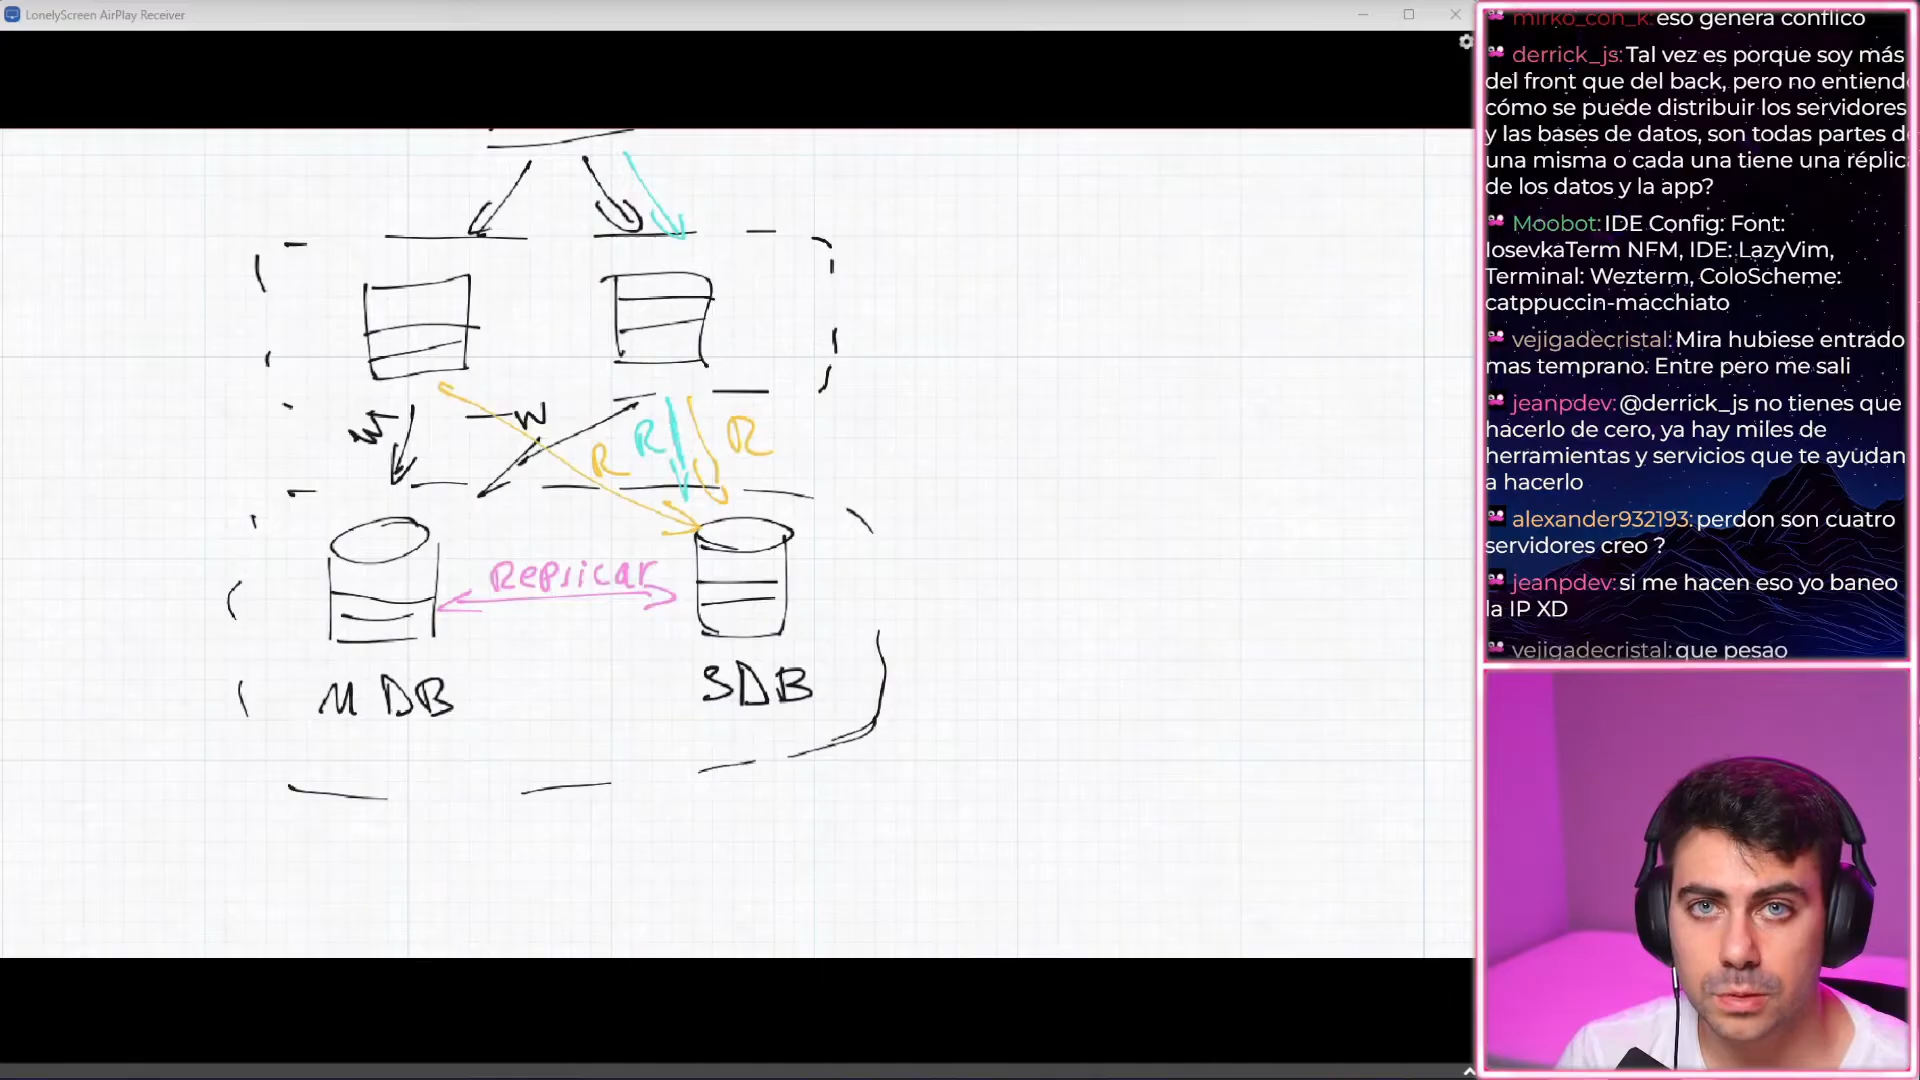 LonelyScreen AirPlay Receiver
W
W
R
R
R
Replicar
M DB
SDB
mirko_con_k: eso genera conflico
derrick_js: Tal vez es porque soy más
del front que del back, pero no entiendo
cómo se puede distribuir los servidores
y las bases de datos, son todas partes de
una misma o cada una tiene una réplica
de los datos y la app?
Moobot: IDE Config: Font:
IosevkaTerm NFM, IDE: LazyVim,
Terminal: Wezterm, ColoScheme:
catppuccin-macchiato
vejigadecristal: Mira hubiese entrado
mas temprano. Entre pero me sali
jeanpdev: @derrick_js no tienes que
hacerlo de cero, ya hay miles de
herramientas y servicios que te ayudan
a hacerlo
alexander932193: perdon son cuatro
servidores creo ?
jeanpdev: si me hacen eso yo baneo
la IP XD
vejigadecristal: que pesao